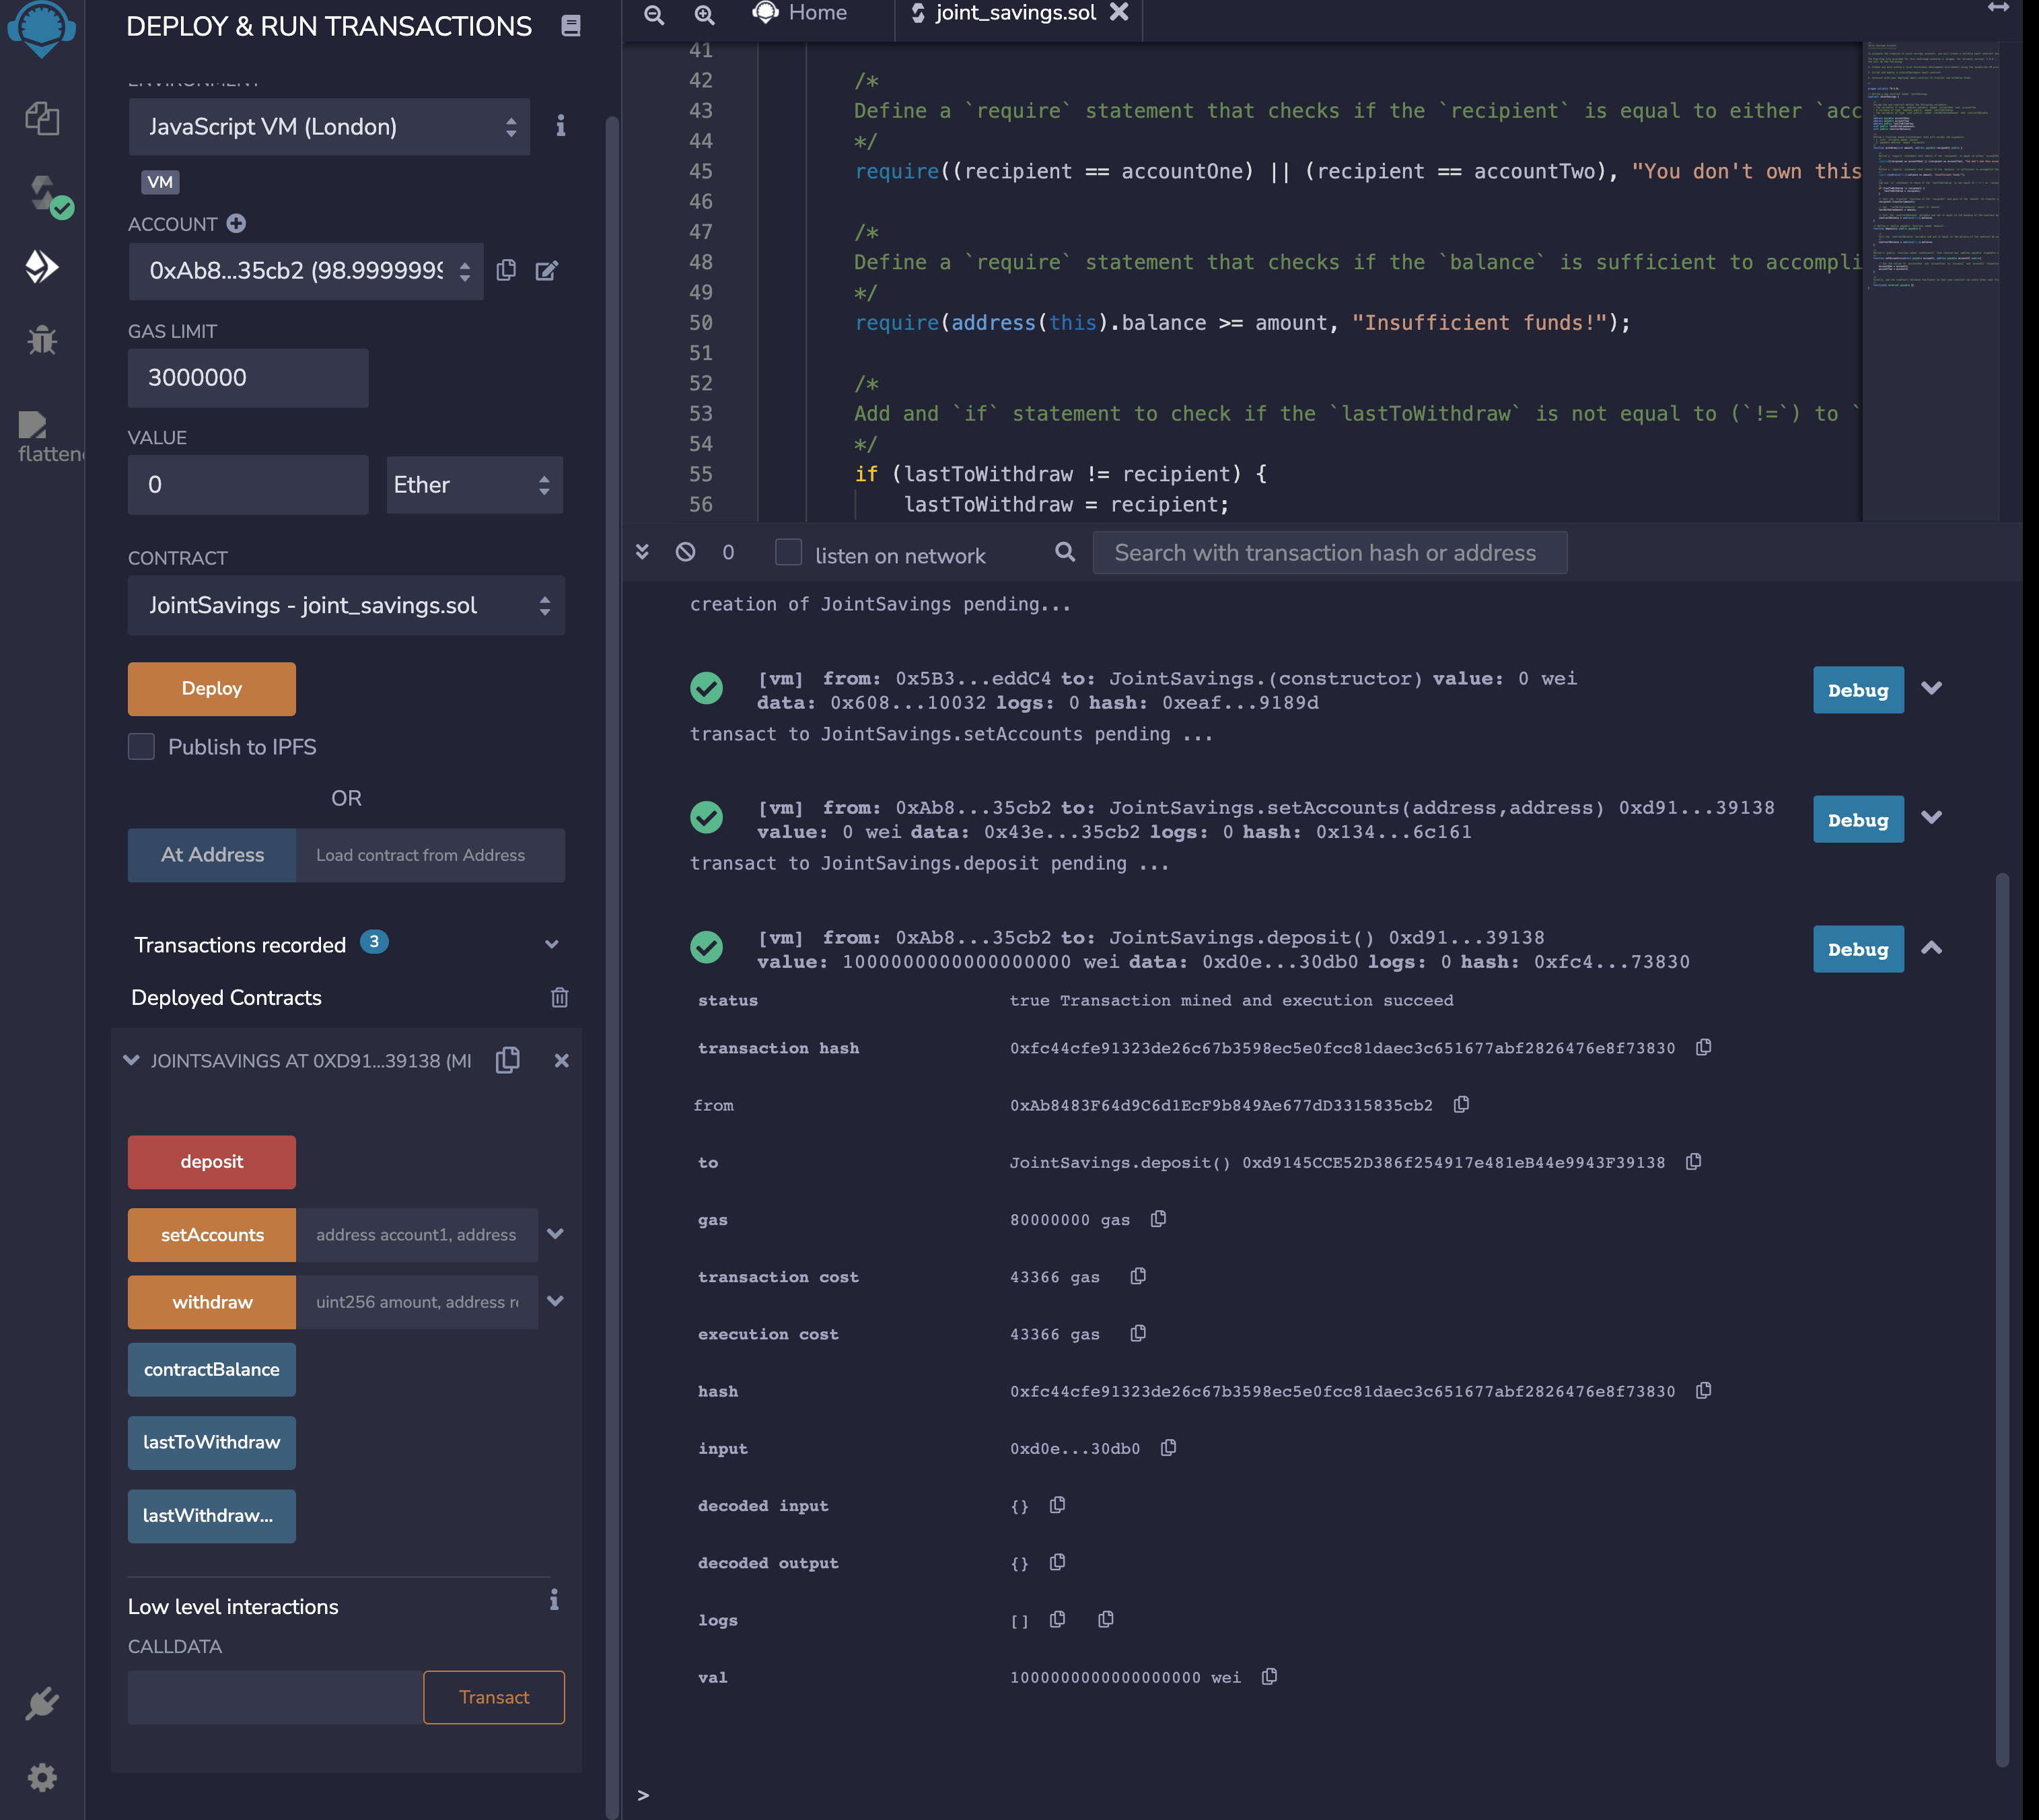 DEPLOY & RUN TRANSACTIONS
ENVIRONMENT
JavaScript VM (London)
VM
ACCOUNT
0xAb8...35cb2 (98.9999999
GAS LIMIT
3000000
VALUE
0
Ether
CONTRACT
JointSavings - joint_savings.sol
Deploy
Publish to IPFS
OR
At Address
Load contract from Address
Transactions recorded 3
Deployed Contracts
JOINTSAVINGS AT 0XD91...39138 (MI
deposit
setAccounts
address account1, address
withdraw
uint256 amount, address r
contractBalance
lastToWithdraw
lastWithdraw...
Low level interactions
CALLDATA
Transact
flatten
Home
joint_savings.sol
41
42 /*
43 Define a `require` statement that checks if the `recipient` is equal to either `acc
44 */
45 require((recipient == accountOne) || (recipient == accountTwo), "You don't own this
46
47 /*
48 Define a `require` statement that checks if the `balance` is sufficient to accompli
49 */
50 require(address(this).balance >= amount, "Insufficient funds!");
51
52 /*
53 Add and `if` statement to check if the `lastToWithdraw` is not equal to (`!=`) to `
54 */
55 if (lastToWithdraw != recipient) {
56 lastToWithdraw = recipient;
0
listen on network
Search with transaction hash or address
creation of JointSavings pending...
[vm] from: 0x5B3...eddC4 to: JointSavings.(constructor) value: 0 wei
data: 0x608...10032 logs: 0 hash: 0xeaf...9189d
Debug
transact to JointSavings.setAccounts pending ...
[vm] from: 0xAb8...35cb2 to: JointSavings.setAccounts(address,address) 0xd91...39138
value: 0 wei data: 0x43e...35cb2 logs: 0 hash: 0x134...6c161
Debug
transact to JointSavings.deposit pending ...
[vm] from: 0xAb8...35cb2 to: JointSavings.deposit() 0xd91...39138
value: 1000000000000000000 wei data: 0xd0e...30db0 logs: 0 hash: 0xfc4...73830
Debug
status true Transaction mined and execution succeed
transaction hash 0xfc44cfe91323de26c67b3598ec5e0fcc81daec3c651677abf2826476e8f73830
from 0xAb8483F64d9C6d1EcF9b849Ae677dD3315835cb2
to JointSavings.deposit() 0xd9145CCE52D386f254917e481eB44e9943F39138
gas 80000000 gas
transaction cost 43366 gas
execution cost 43366 gas
hash 0xfc44cfe91323de26c67b3598ec5e0fcc81daec3c651677abf2826476e8f73830
input 0xd0e...30db0
decoded input {}
decoded output {}
logs []
val 1000000000000000000 wei
>